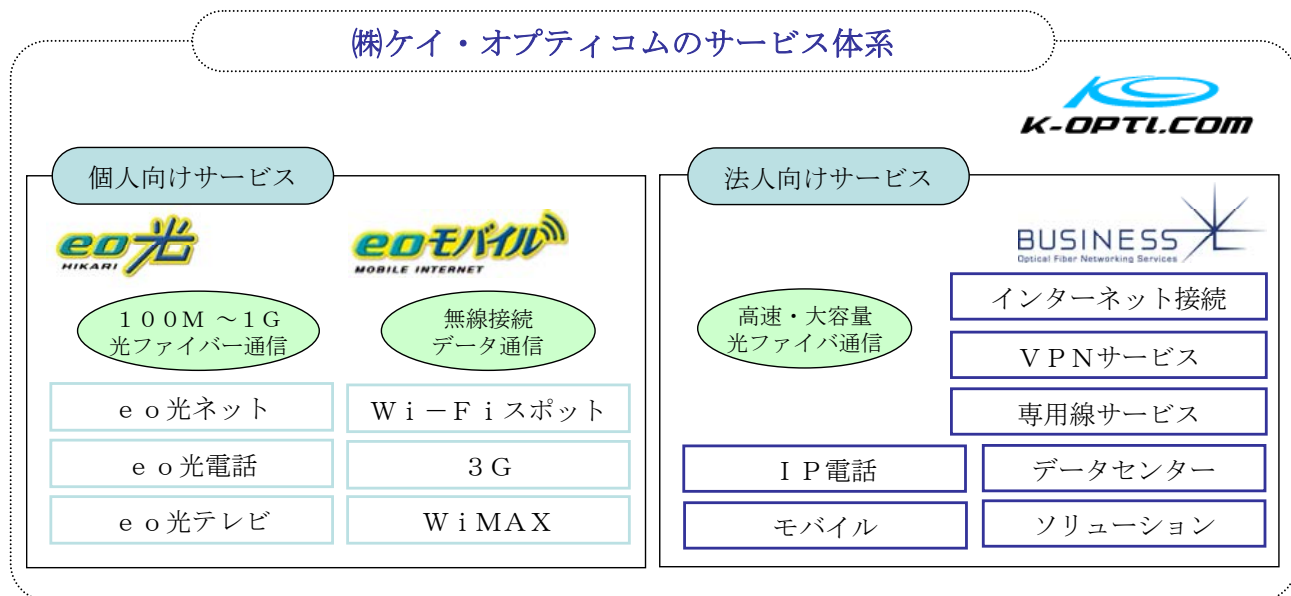 ㈱ケイ・オプティコムのサービス体系
K-OPTI.COM
個人向けサービス
eo光
HIKARI
eoモバイル
MOBILE INTERNET
100M ~1G
光ファイバー通信
無線接続
データ通信
eo光ネット
eo光電話
eo光テレビ
Wi-Fiスポット
3G
WiMAX
法人向けサービス
BUSINESS
Optical Fiber Networking Services
高速・大容量
光ファイバ通信
インターネット接続
VPNサービス
専用線サービス
IP電話
データセンター
モバイル
ソリューション